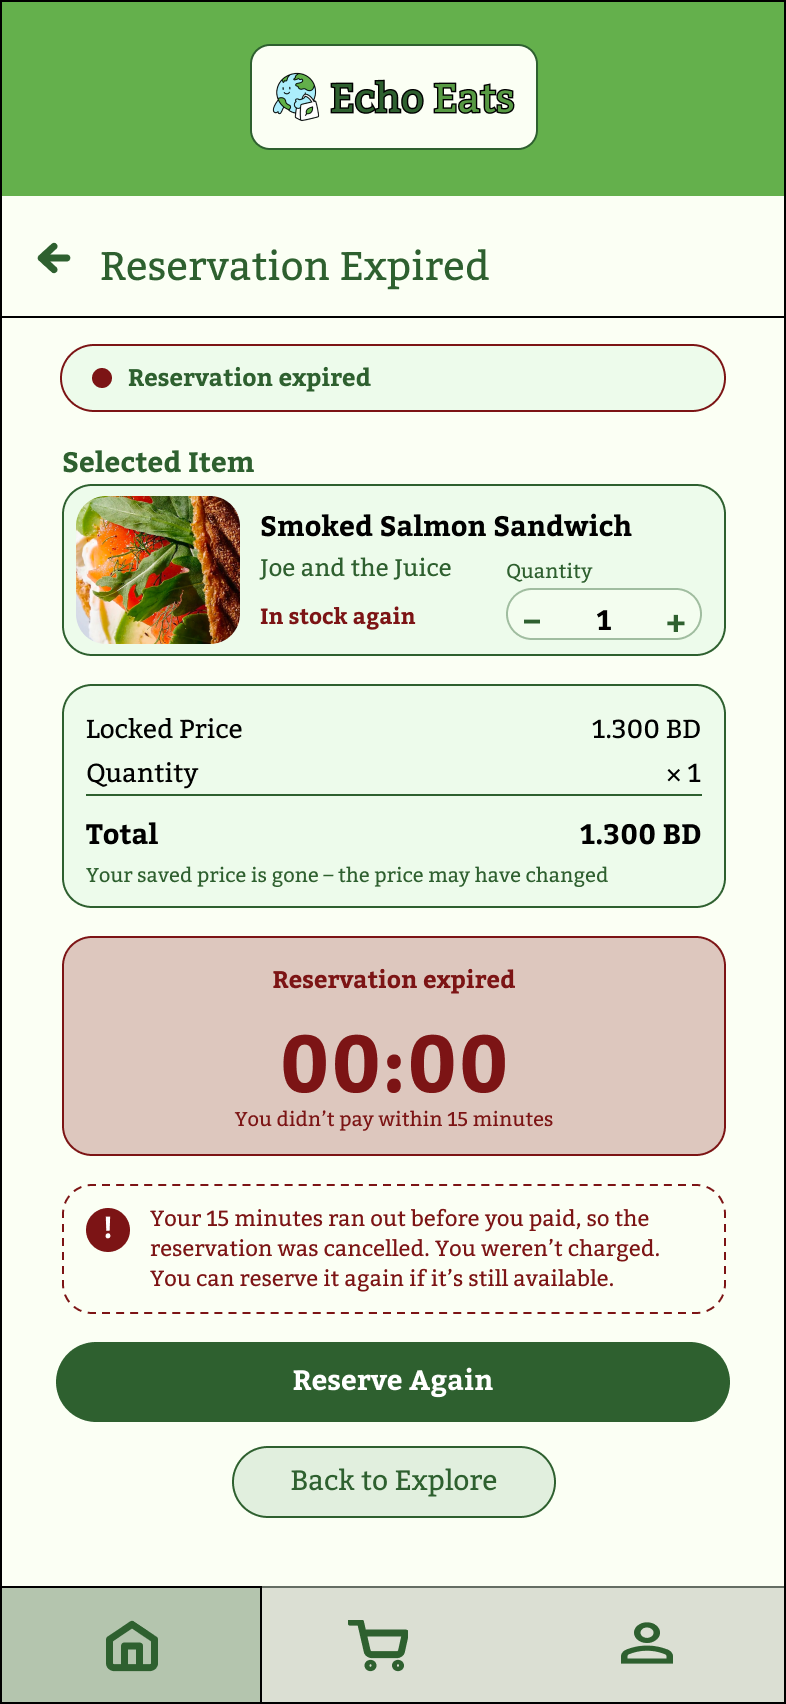 Echo Eats
Reservation Expired
Reservation expired
Selected Item
Smoked Salmon Sandwich
Joe and the Juice
Quantity
In stock again
− 1 +
Locked Price 1.300 BD
Quantity × 1
Total 1.300 BD
Your saved price is gone – the price may have changed
Reservation expired
00:00
You didn’t pay within 15 minutes
!
Your 15 minutes ran out before you paid, so the
reservation was cancelled. You weren’t charged.
You can reserve it again if it’s still available.
Reserve Again
Back to Explore